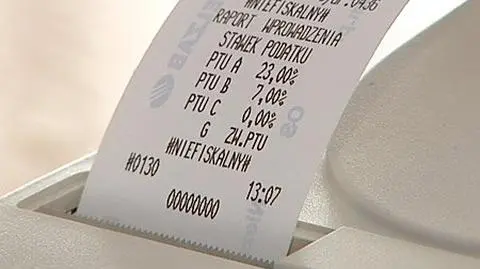 .0436
#NIEFISKALNY#
RAPORT WPROWADZENIA
STAWEK PODATKU
PTU A 23,00%
PTU B 7,00%
PTU C 0,00%
G ZW.PTU
#NIEFISKALNY#
#0130 13:07
00000000